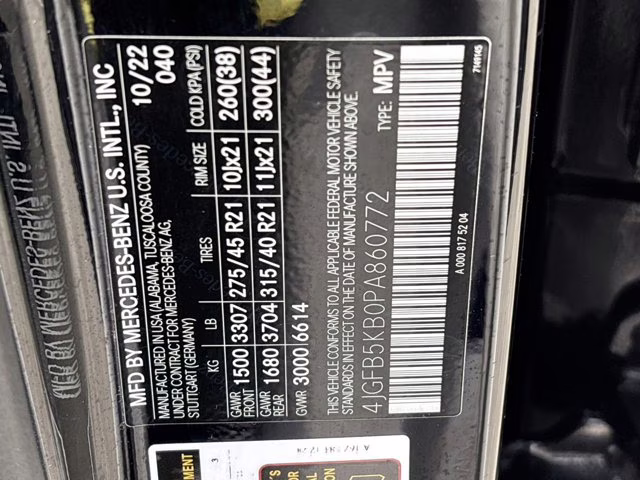 MFD BY MERCEDES-BENZ U.S. INTL., INC
10/22
MANUFACTURED IN USA (ALABAMA, TUSCALOOSA COUNTY)
040
UNDER CONTRACT FOR MERCEDES-BENZ AG,
STUTTGART (GERMANY)
KG LB TIRES RIM SIZE COLD KPA(PSI)
GAWR FRONT 1500 3307 275/45 R21 10Jx21 260(38)
GAWR REAR 1680 3704 315/40 R21 11Jx21 300(44)
GVWR 3000 6614
THIS VEHICLE CONFORMS TO ALL APPLICABLE FEDERAL MOTOR VEHICLE SAFETY
STANDARDS IN EFFECT ON THE DATE OF MANUFACTURE SHOWN ABOVE.
4JGFB5KB0PA860772 TYPE: MPV
A 000 817 52 04
7149145
MENT
3